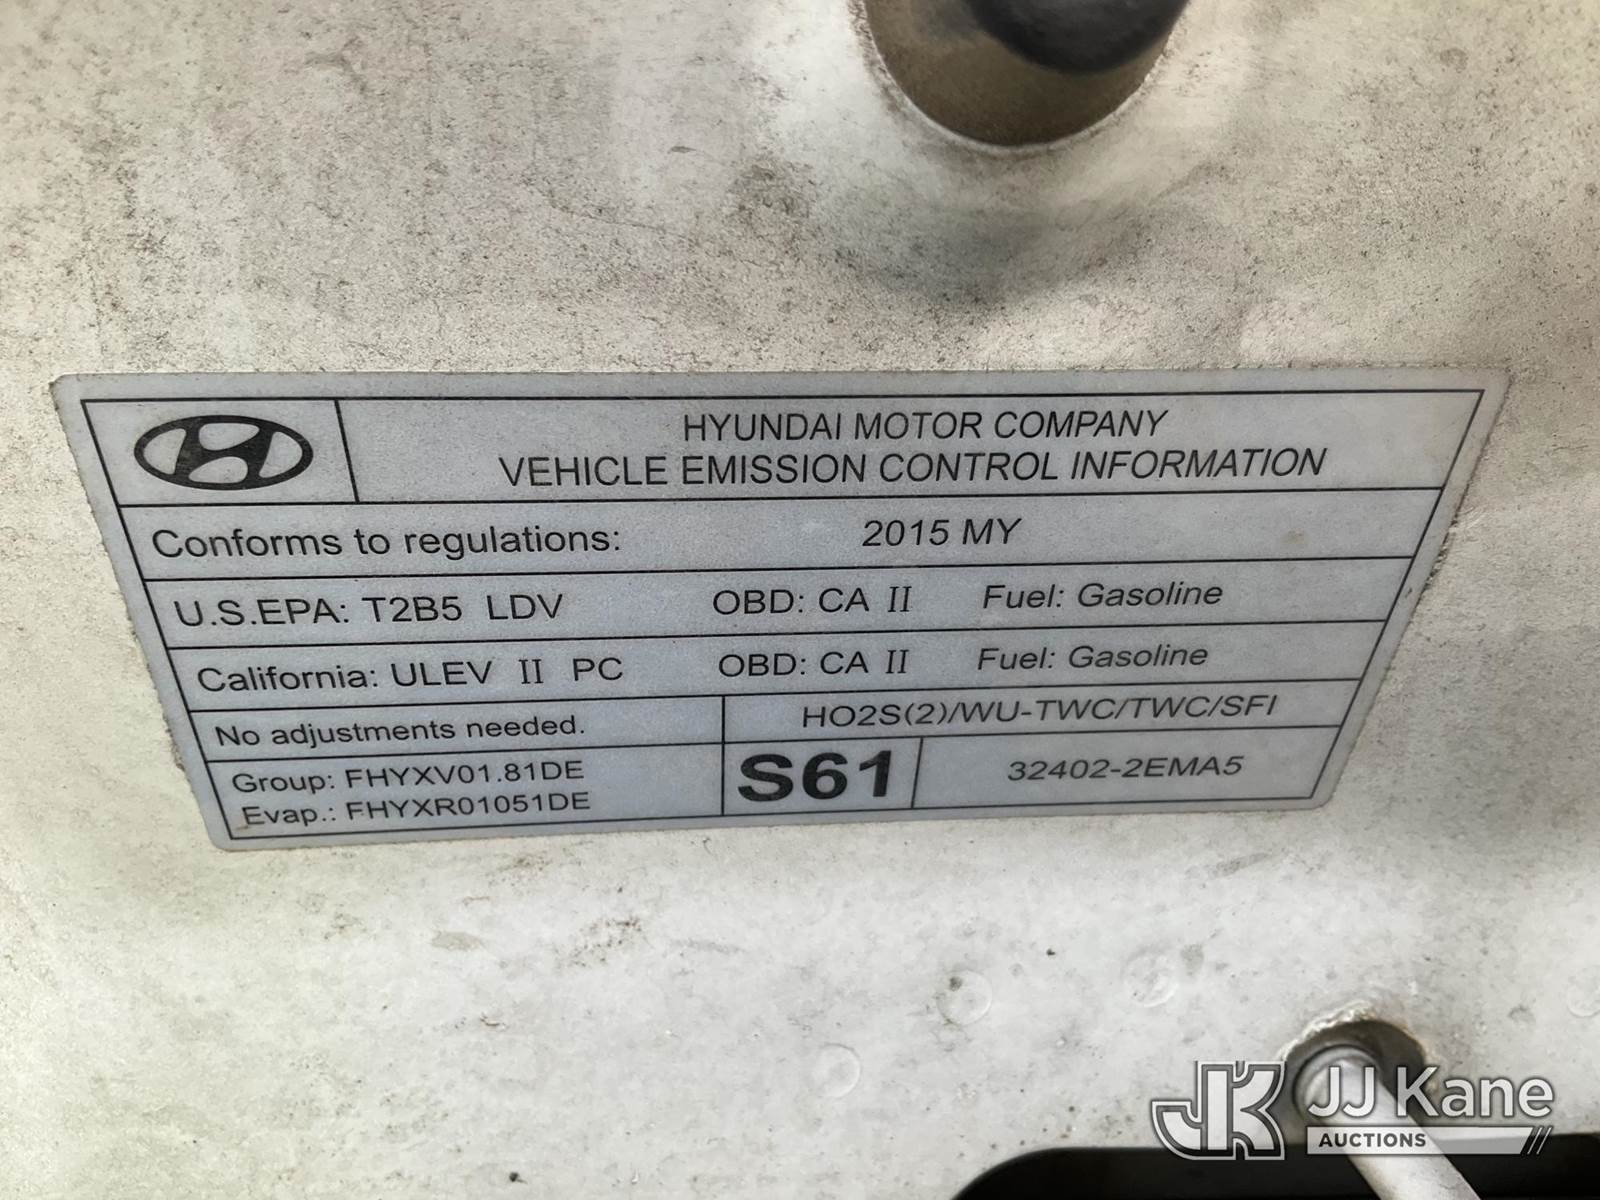 HYUNDAI MOTOR COMPANY
VEHICLE EMISSION CONTROL INFORMATION
Conforms to regulations: 2015 MY
U.S.EPA: T2B5 LDV OBD: CA II Fuel: Gasoline
California: ULEV II PC OBD: CA II Fuel: Gasoline
No adjustments needed. HO2S(2)/WU-TWC/TWC/SFI
Group: FHYXV01.81DE
Evap.: FHYXR01051DE
S61 32402-2EMA5
JK JJ Kane
AUCTIONS